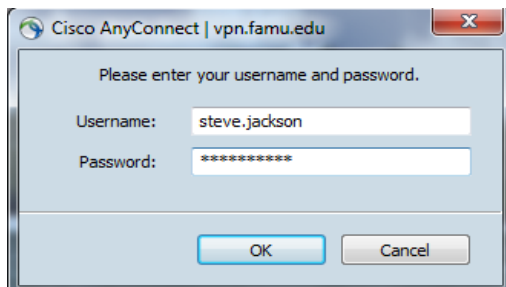 Cisco AnyConnect | vpn.famu.edu
Please enter your username and password.
Username: steve.jackson
Password: **********
OK Cancel